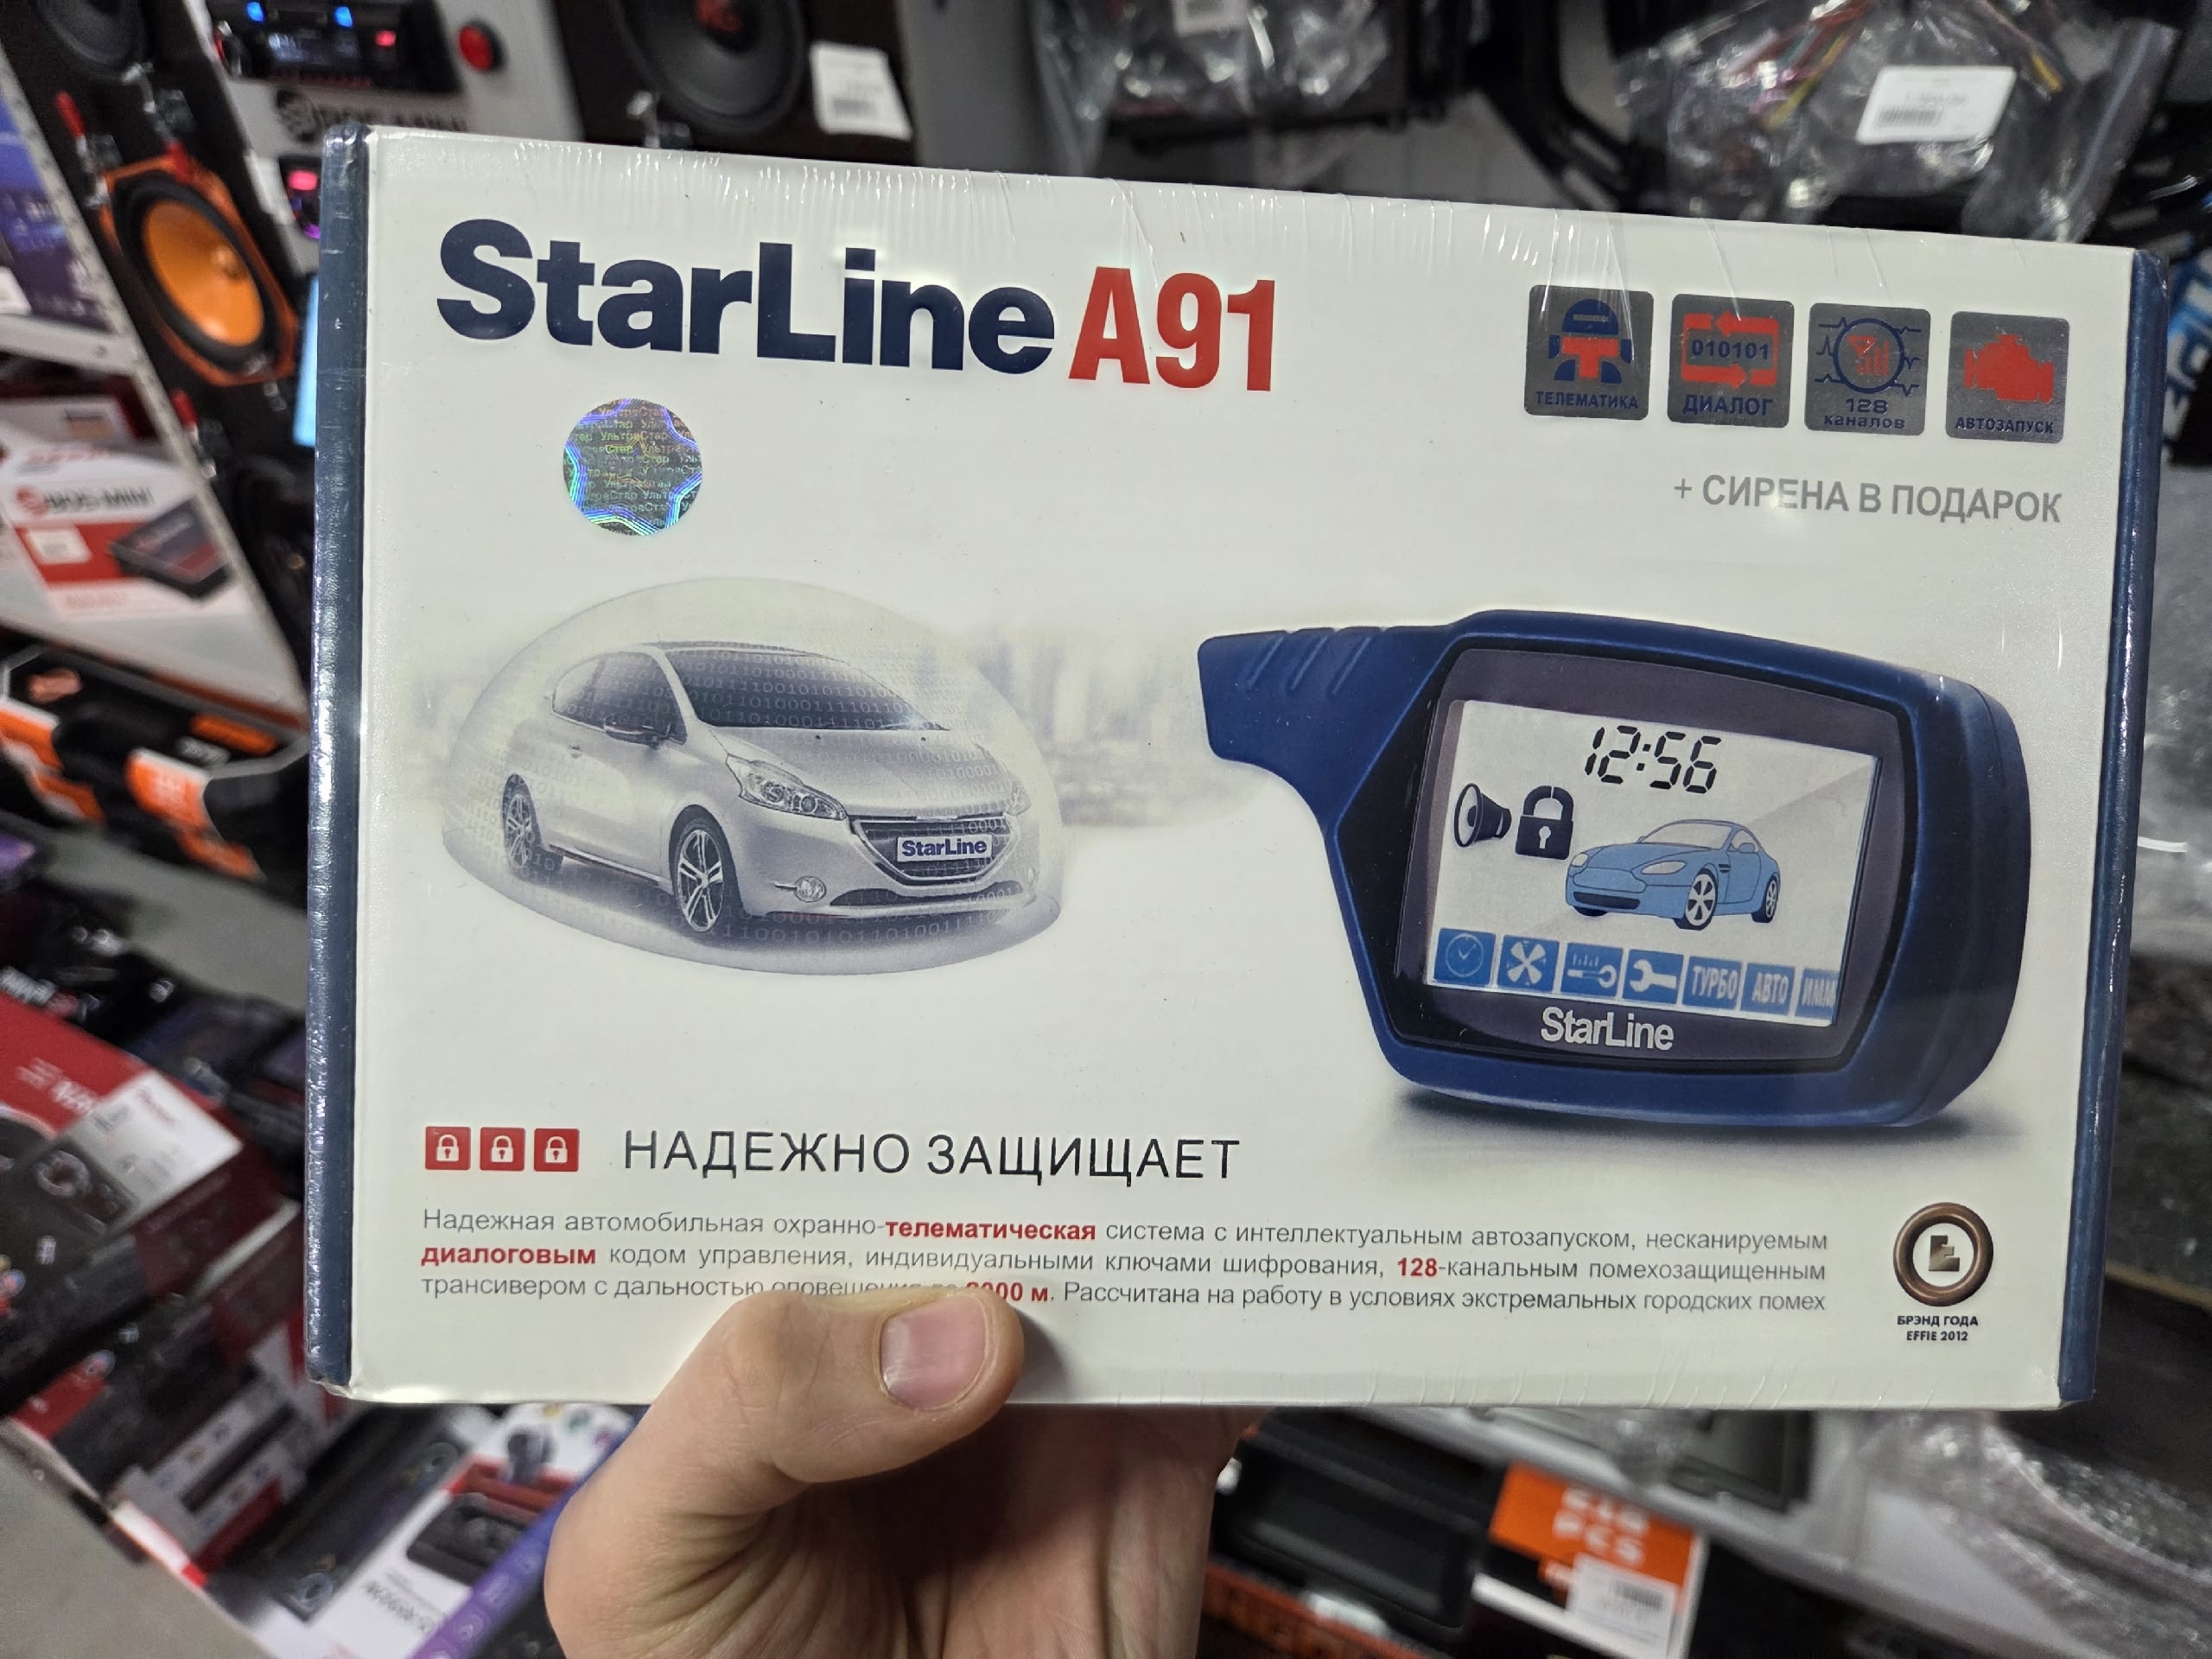 StarLine A91
ТЕЛЕМАТИКА
010101
ДИАЛОГ
128
каналов
АВТОЗАПУСК
+ СИРЕНА В ПОДАРОК
УльтраСтар
12:56
StarLine
ТУРБО
АВТО
ИММ
StarLine
НАДЕЖНО ЗАЩИЩАЕТ
Надежная автомобильная охранно-телематическая система с интеллектуальным автозапуском, несканируемым
диалоговым кодом управления, индивидуальными ключами шифрования, 128-канальным помехозащищенным
трансивером с дальностью м. Рассчитана на работу в условиях экстремальных городских помех
БРЭНД ГОДА
EFFIE 2012